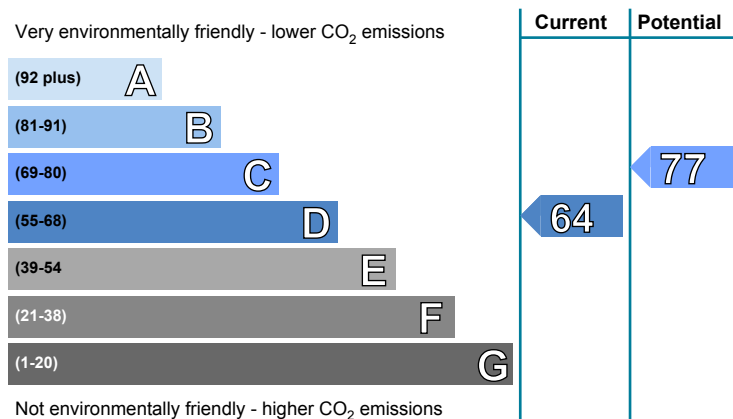 Very environmentally friendly - lower CO2 emissions
Current
Potential
(92 plus) A
(81-91) B
(69-80) C
77
(55-68) D
64
(39-54 E
(21-38) F
(1-20) G
Not environmentally friendly - higher CO2 emissions